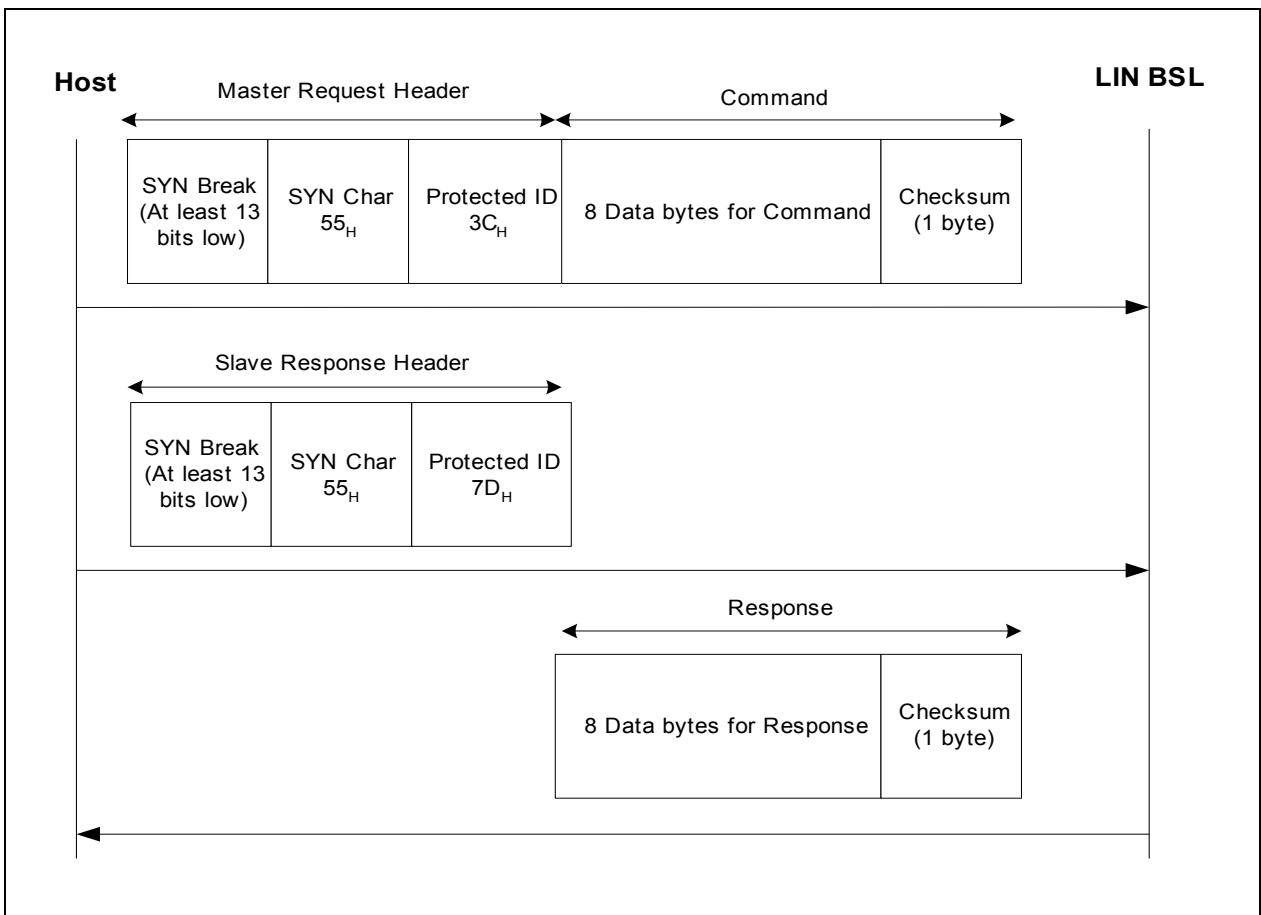 Host
LIN BSL
Master Request Header
Command
SYN Break
(At least 13
bits low)
SYN Char
55H
Protected ID
3CH
8 Data bytes for Command
Checksum
(1 byte)
Slave Response Header
SYN Break
(At least 13
bits low)
SYN Char
55H
Protected ID
7DH
Response
8 Data bytes for Response
Checksum
(1 byte)